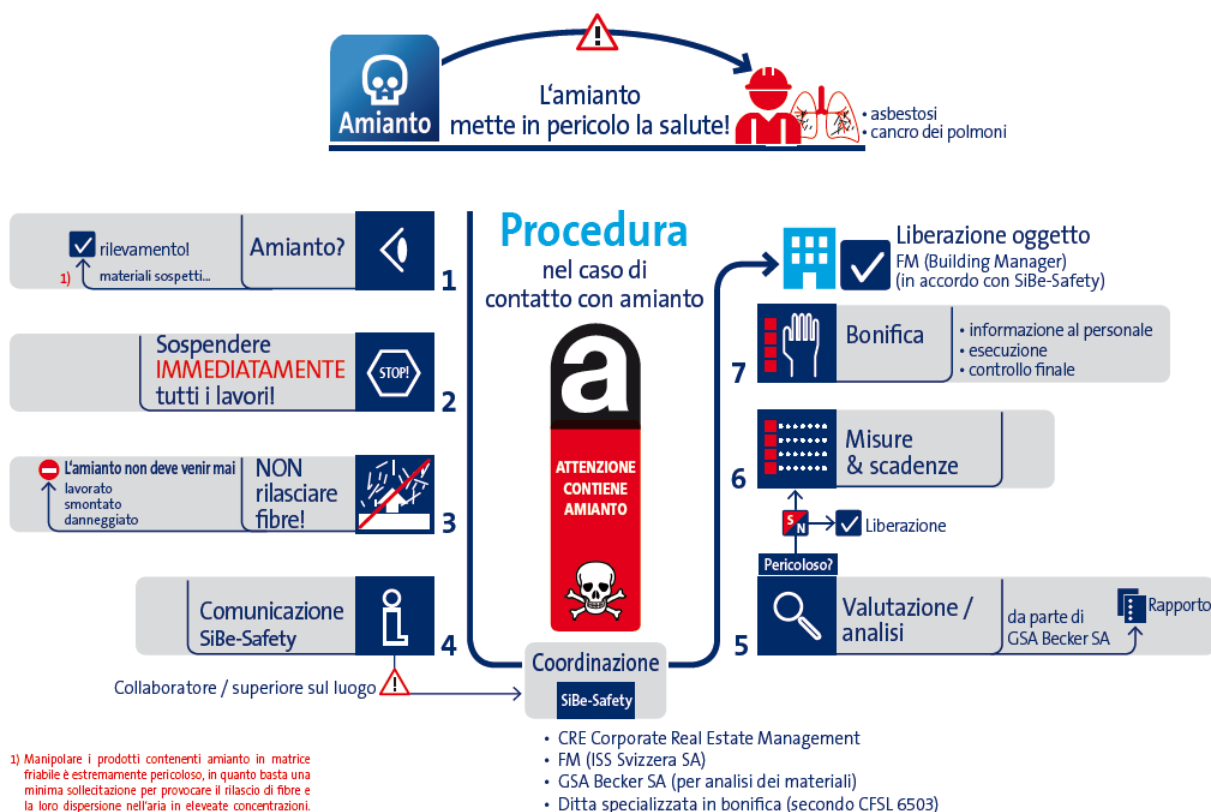 Amianto
L'amianto
mette in pericolo la salute!
• asbestosi
• cancro dei polmoni
Procedura
nel caso di
contatto con amianto
a
ATTENZIONE
CONTIENE
AMIANTO
rilevamentol
1) materiali sospetti...
Amianto?
1
Sospendere
IMMEDIATAMENTE
tutti i lavori!
STOP!
2
L'amianto non deve venir mai
lavorato
smontato
danneggiato
NON
rilasciare
fibre!
3
Comunicazione
SiBe-Safety
4
Collaboratore / superiore sul luogo
Coordinazione
SiBe-Safety
• CRE Corporate Real Estate Management
• FM (ISS Svizzera SA)
• GSA Becker SA (per analisi dei materiali)
• Ditta specializzata in bonifica (secondo CFSL 6503)
5
Valutazione /
analisi
da parte di
GSA Becker SA
Rapporto
Pericoloso?
S
N
Liberazione
6
Misure
& scadenze
7
Bonifica
• informazione al personale
• esecuzione
• controllo finale
Liberazione oggetto
FM (Building Manager)
(in accordo con SiBe-Safety)
1) Manipolare i prodotti contenenti amianto in matrice
friabile è estremamente pericoloso, in quanto basta una
minima sollecitazione per provocare il rilascio di fibre e
la loro dispersione nell'aria in eleveate concentrazioni.